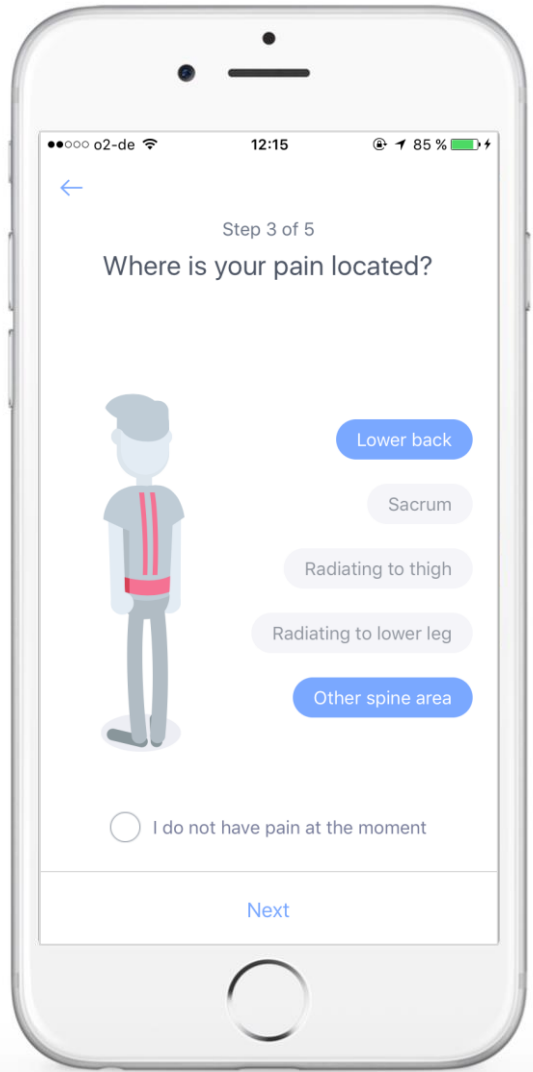 o2-de 12:15 85 %
Step 3 of 5
Where is your pain located?
Lower back
Sacrum
Radiating to thigh
Radiating to lower leg
Other spine area
I do not have pain at the moment
Next